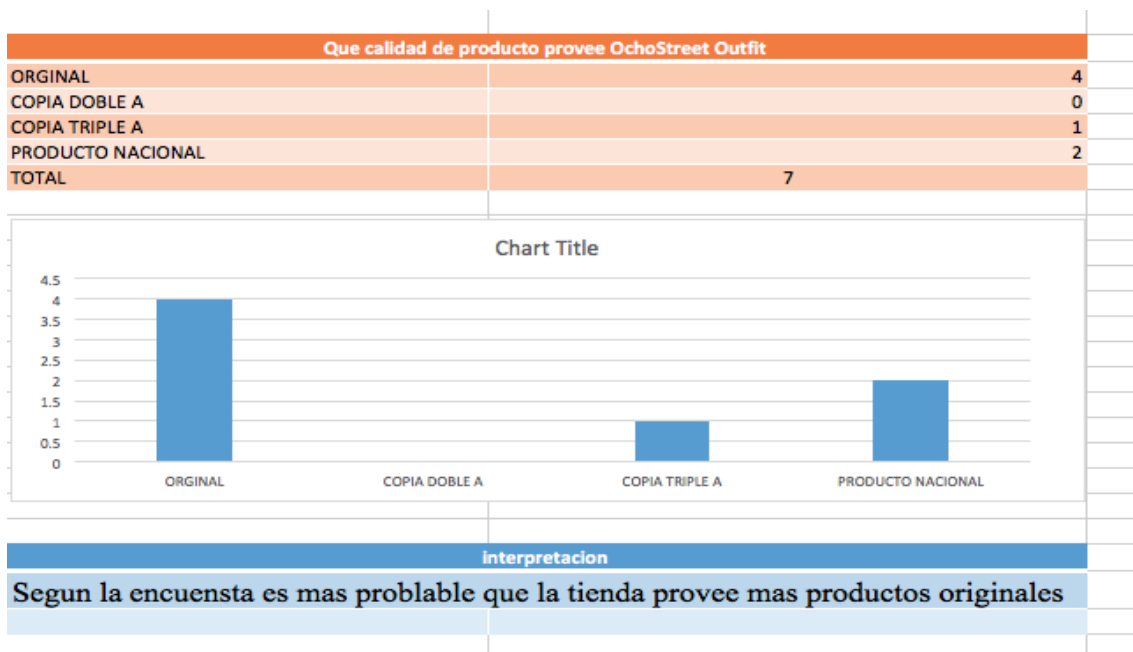 Que calidad de producto provee OchoStreet Outfit
ORGINAL 4
COPIA DOBLE A 0
COPIA TRIPLE A 1
PRODUCTO NACIONAL 2
TOTAL 7
Chart Title
4.5
4
3.5
3
2.5
2
1.5
1
0.5
0
ORGINAL COPIA DOBLE A COPIA TRIPLE A PRODUCTO NACIONAL
interpretacion
Segun la encuensta es mas problable que la tienda provee mas productos originales